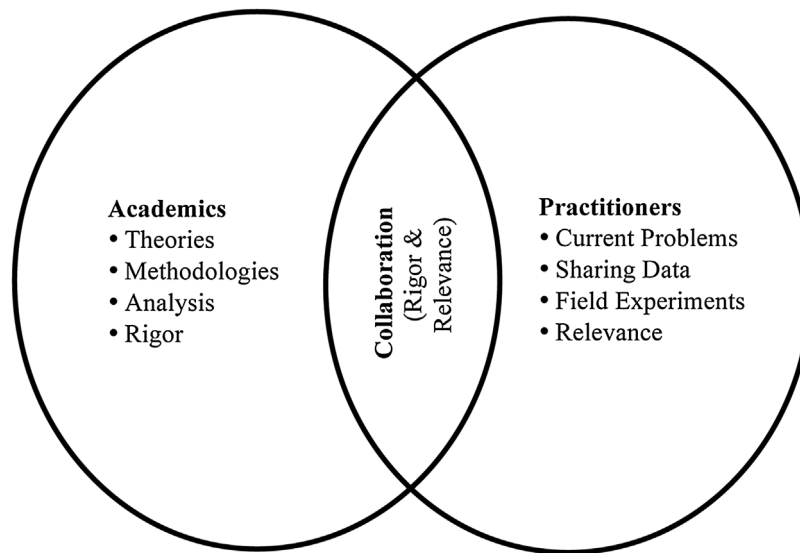 Academics
• Theories
• Methodologies
• Analysis
• Rigor
Collaboration
(Rigor &
Relevance)
Practitioners
• Current Problems
• Sharing Data
• Field Experiments
• Relevance